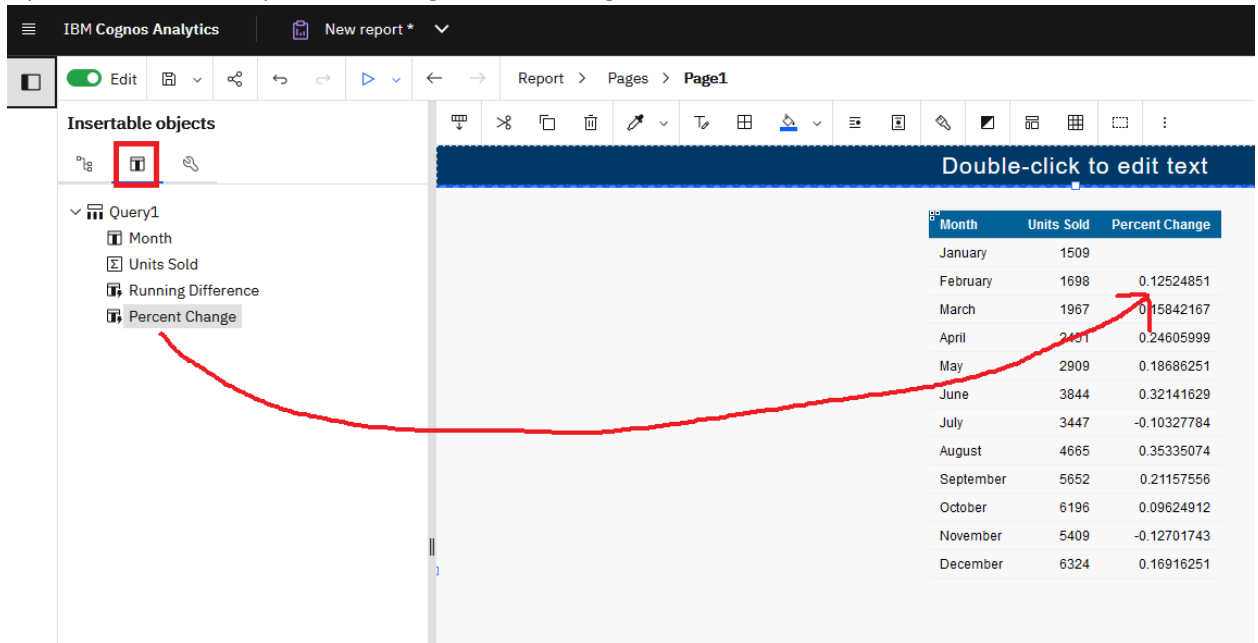 IBM Cognos Analytics New report *
Edit Report > Pages > Page1
Insertable objects
Double-click to edit text
Query1
Month
Units Sold
Running Difference
Percent Change
Month Units Sold Percent Change
January 1509
February 1698 0.12524851
March 1967 0.15842167
April 0.24605999
May 2909 0.18686251
June 3844 0.32141629
July 3447 -0.10327784
August 4665 0.35335074
September 5652 0.21157556
October 6196 0.09624912
November 5409 -0.12701743
December 6324 0.16916251